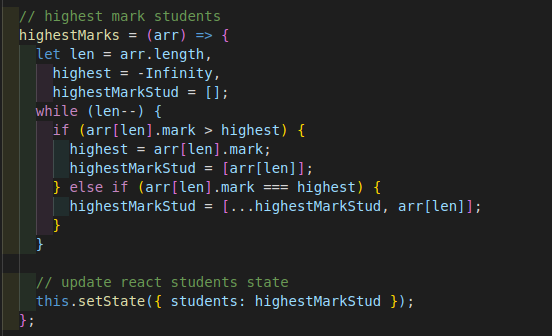 // highest mark students
highestMarks = (arr) => {
let len = arr.length,
highest = -Infinity,
highestMarkStud = [];
while (len--) {
if (arr[len].mark > highest) {
highest = arr[len].mark;
highestMarkStud = [arr[len]];
} else if (arr[len].mark === highest) {
highestMarkStud = [...highestMarkStud, arr[len]];
}
}
// update react students state
this.setState({ students: highestMarkStud });
};